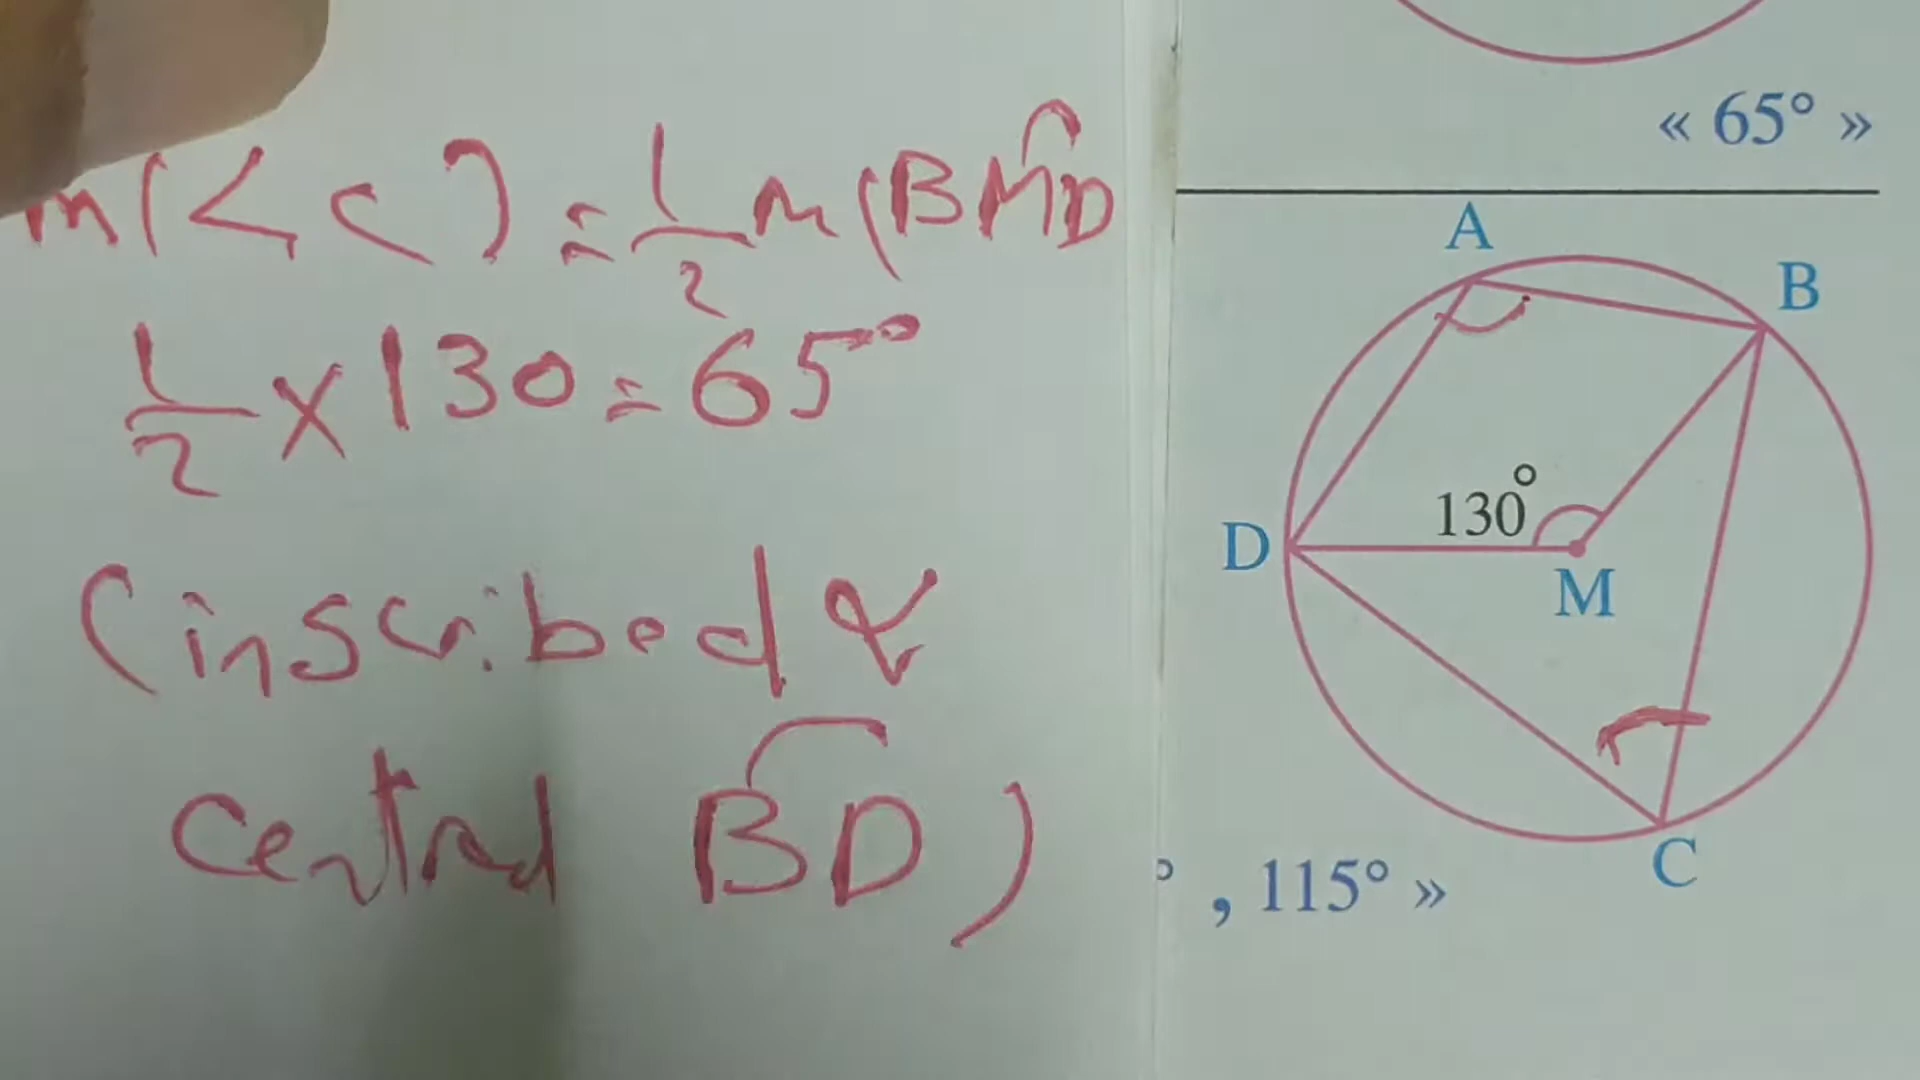 m(∠C) = 1/2 m(BMD
1/2 × 130 = 65°
(inscribed &
central BD)
« 65° »
A
B
130°
D
M
C
° , 115° »